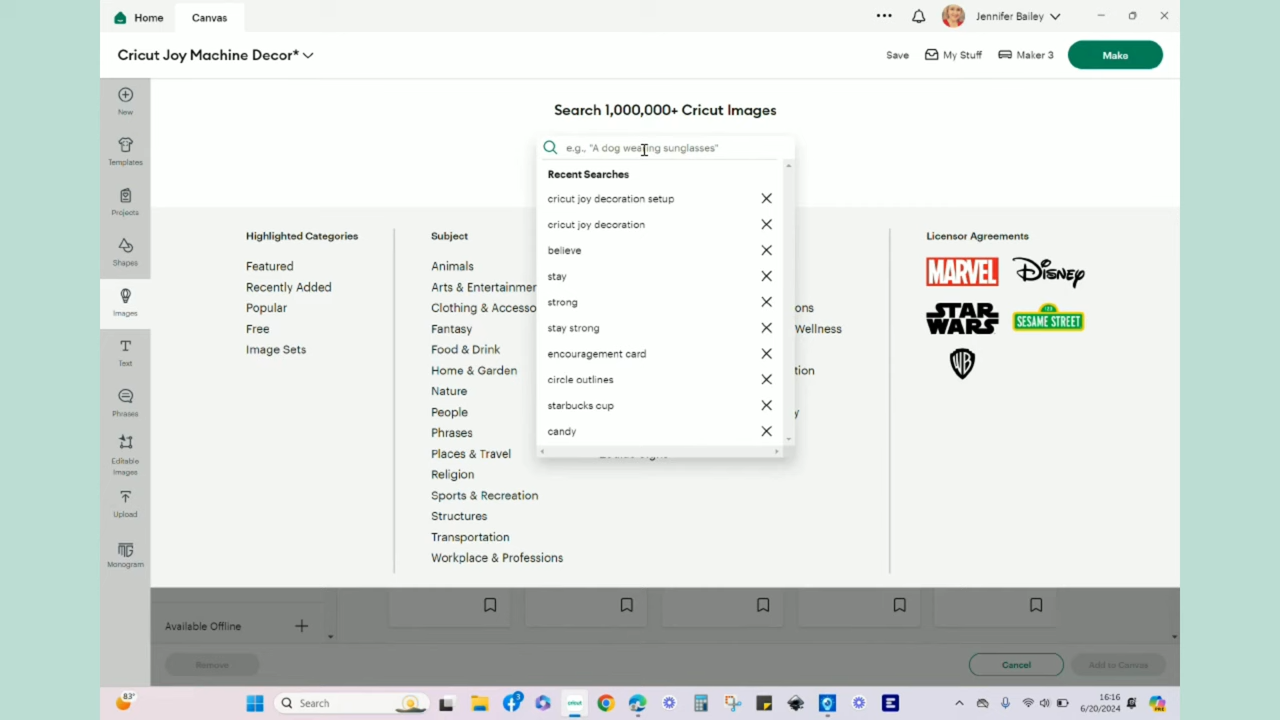 Home
Canvas
Jennifer Bailey
Cricut Joy Machine Decor*
Save
My Stuff
Maker 3
Make
New
Templates
Projects
Shapes
Images
Text
Phrases
Editable
Images
Upload
Monogram
Search 1,000,000+ Cricut Images
e.g., "A dog wearing sunglasses"
Recent Searches
cricut joy decoration setup
cricut joy decoration
believe
stay
strong
stay strong
encouragement card
circle outlines
starbucks cup
candy
Highlighted Categories
Featured
Recently Added
Popular
Free
Image Sets
Subject
Animals
Arts & Entertainmer
Clothing & Accesso
Fantasy
Food & Drink
Home & Garden
Nature
People
Phrases
Places & Travel
Religion
Sports & Recreation
Structures
Transportation
Workplace & Professions
ons
Wellness
tion
y
Licensor Agreements
MARVEL
Disney
STAR
WARS
SESAME STREET
WB
Available Offline
Remove
Cancel
Add to Canvas
83°
Search
cricut
3
16:16
6/20/2024